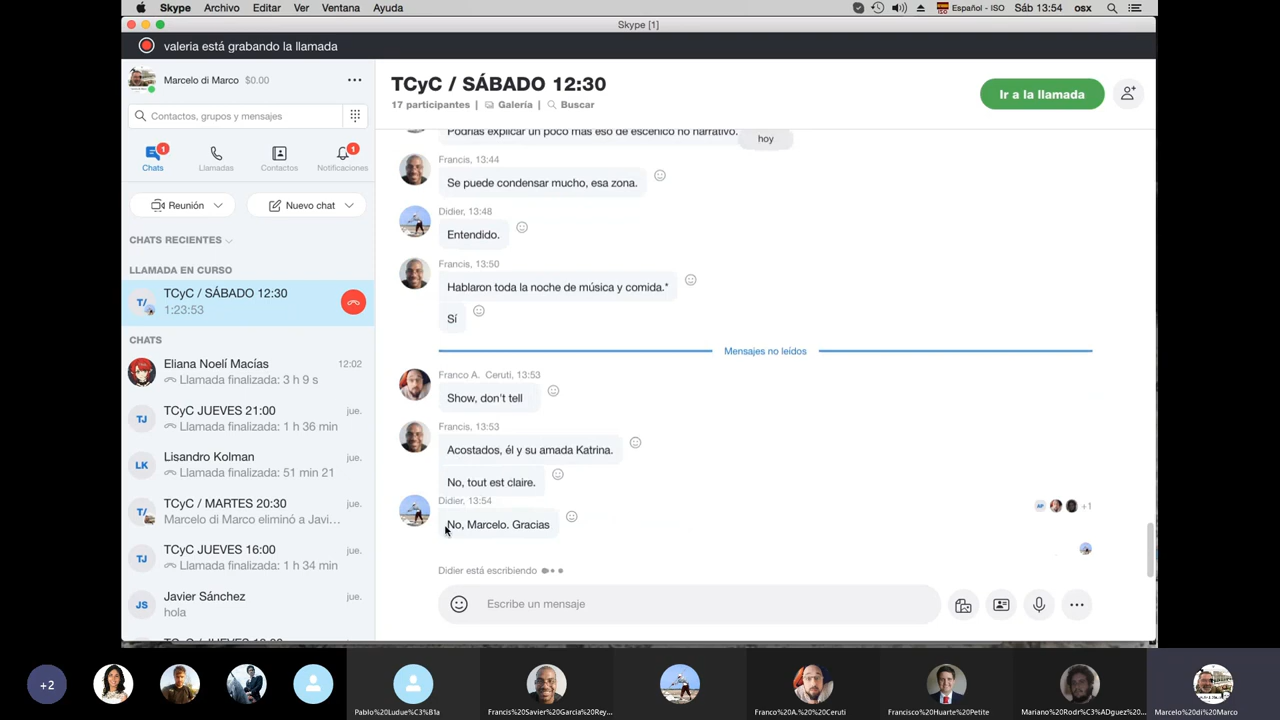 Skype Archivo Editar Ver Ventana Ayuda
Español - ISO Sáb 13:54 osx
Skype [1]
valeria está grabando la llamada
Marcelo di Marco $0.00
Contactos, grupos y mensajes
Chats 1
Llamadas
Contactos
Notificaciones 1
Reunión
Nuevo chat
CHATS RECIENTES
LLAMADA EN CURSO
T/
TCyC / SÁBADO 12:30
1:23:53
CHATS
Eliana Noelí Macías 12:02
Llamada finalizada: 3 h 9 s
TJ
TCyC JUEVES 21:00 jue.
Llamada finalizada: 1 h 36 min
LK
Lisandro Kolman jue.
Llamada finalizada: 51 min 21
T/
TCyC / MARTES 20:30 jue.
Marcelo di Marco eliminó a Javi...
TJ
TCyC JUEVES 16:00 jue.
Llamada finalizada: 1 h 34 min
JS
Javier Sánchez jue.
hola
TCyC / SÁBADO 12:30
17 participantes | Galería | Buscar
Ir a la llamada
Podrías explicar un poco más eso de escénico no narrativo.
hoy
Francis, 13:44
Se puede condensar mucho, esa zona.
Didier, 13:48
Entendido.
Francis, 13:50
Hablaron toda la noche de música y comida.*
Sí
Mensajes no leídos
Franco A. Ceruti, 13:53
Show, don't tell
Francis, 13:53
Acostados, él y su amada Katrina.
No, tout est claire.
Didier, 13:54
No, Marcelo. Gracias
AP +1
Didier está escribiendo
Escribe un mensaje
+2
Pablo%20Ludue%C3%B1a
Francis%20Savier%20Garcia%20Rey...
Franco%20A.%20%20Ceruti
Francisco%20Huarte%20Petite
Mariano%20Rodr%C3%ADguez%20...
Marcelo%20di%20Marco